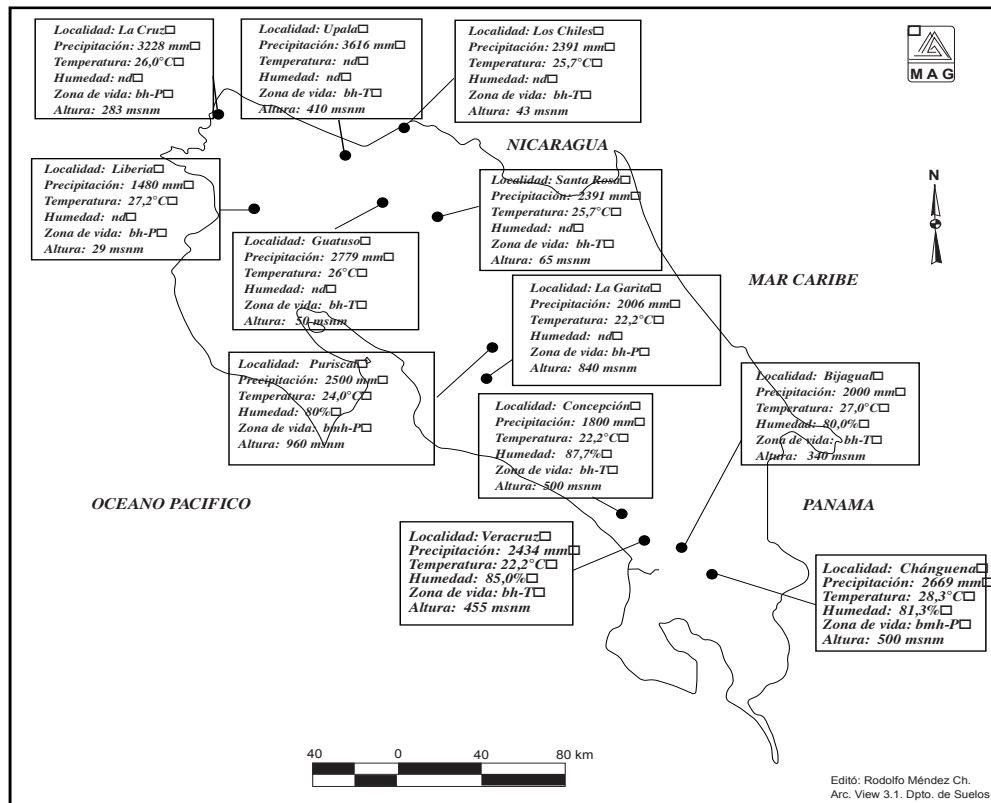 Localidad: La Cruz
Precipitación: 3228 mm
Temperatura: 26,0°C
Humedad: nd
Zona de vida: bh-P
Altura: 283 msnm
Localidad: Upala
Precipitación: 3616 mm
Temperatura: nd
Humedad: nd
Zona de vida: bh-T
Altura: 410 msnm
Localidad: Los Chiles
Precipitación: 2391 mm
Temperatura: 25,7°C
Humedad: nd
Zona de vida: bh-T
Altura: 43 msnm
MAG
NICARAGUA
Localidad: Liberia
Precipitación: 1480 mm
Temperatura: 27,2°C
Humedad: nd
Zona de vida: bh-P
Altura: 29 msnm
Localidad: Santa Rosa
Precipitación: 2391 mm
Temperatura: 25,7°C
Humedad: nd
Zona de vida: bh-T
Altura: 65 msnm
N
Localidad: Guatuso
Precipitación: 2779 mm
Temperatura: 26°C
Humedad: nd
Zona de vida: bh-T
Altura: 50 msnm
MAR CARIBE
Localidad: La Garita
Precipitación: 2006 mm
Temperatura: 22,2°C
Humedad: nd
Zona de vida: bh-P
Altura: 840 msnm
Localidad: Puriscal
Precipitación: 2500 mm
Temperatura: 24,0°C
Humedad: 80%
Zona de vida: bmh-P
Altura: 960 msnm
Localidad: Bijagual
Precipitación: 2000 mm
Temperatura: 27,0°C
Humedad: 80,0%
Zona de vida: bh-T
Altura: 340 msnm
Localidad: Concepción
Precipitación: 1800 mm
Temperatura: 22,2°C
Humedad: 87,7%
Zona de vida: bh-T
Altura: 500 msnm
OCEANO PACIFICO
PANAMA
Localidad: Veracruz
Precipitación: 2434 mm
Temperatura: 22,2°C
Humedad: 85,0%
Zona de vida: bh-T
Altura: 455 msnm
Localidad: Chánguena
Precipitación: 2669 mm
Temperatura: 28,3°C
Humedad: 81,3%
Zona de vida: bmh-P
Altura: 500 msnm
40 0 40 80 km
Editó: Rodolfo Méndez Ch.
Arc. View 3.1. Dpto. de Suelos